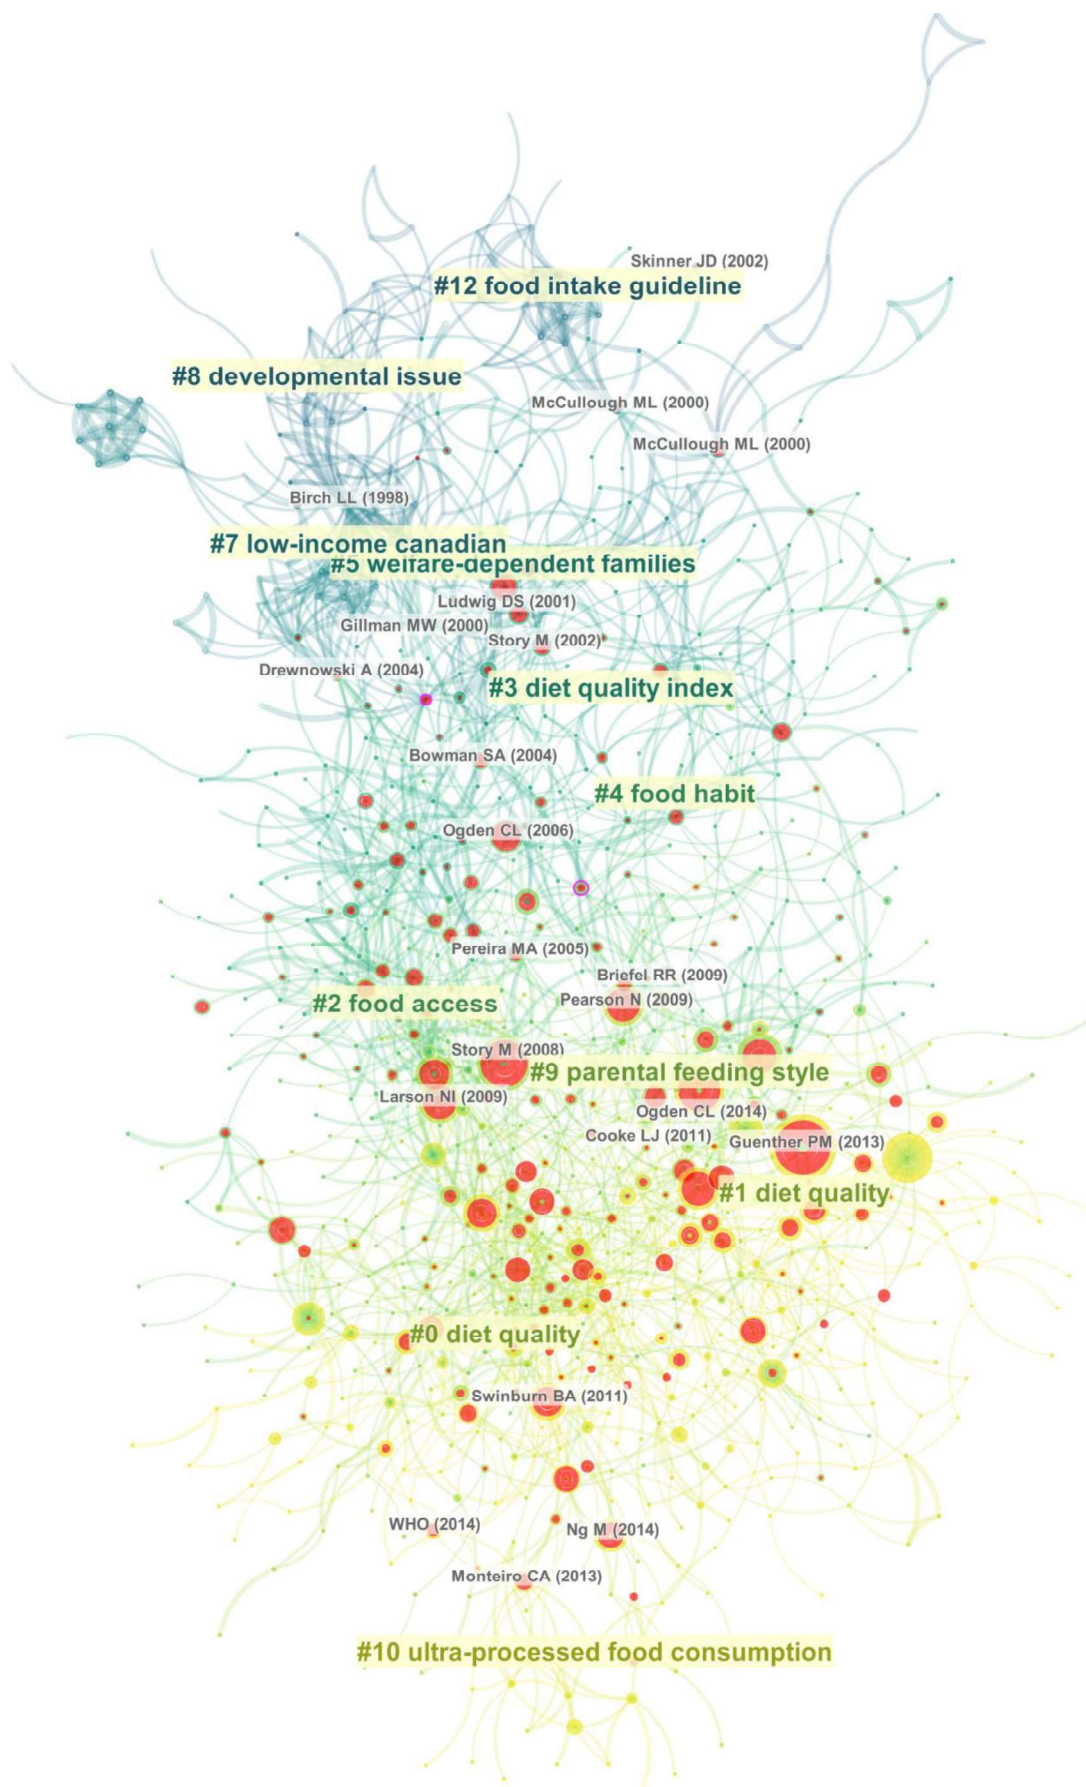 Skinner JD (2002)
#12 food intake guideline
#8 developmental issue
McCullough ML (2000)
McCullough ML (2000)
Birch LL (1998)
#7 low-income canadian
#5 welfare-dependent families
Ludwig DS (2001)
Gillman MW (2000)
Story M (2002)
Drewnowski A (2004)
#3 diet quality index
Bowman SA (2004)
#4 food habit
Ogden CL (2006)
Pereira MA (2005)
Briefel RR (2009)
Pearson N (2009)
#2 food access
Story M (2008)
#9 parental feeding style
Larson NI (2009)
Ogden CL (2014)
Cooke LJ (2011)
Guenther PM (2013)
#1 diet quality
#0 diet quality
Swinburn BA (2011)
WHO (2014)
Ng M (2014)
Monteiro CA (2013)
#10 ultra-processed food consumption